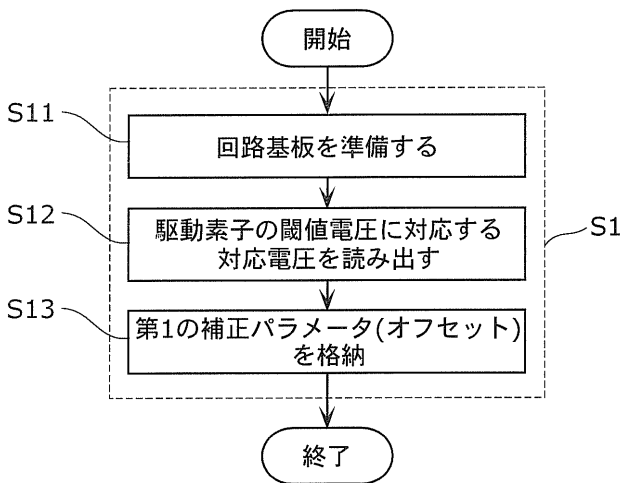 開始
S11
回路基板を準備する
S12
駆動素子の閾値電圧に対応する
対応電圧を読み出す
S1
S13
第1の補正パラメータ(オフセット)
を格納
終了